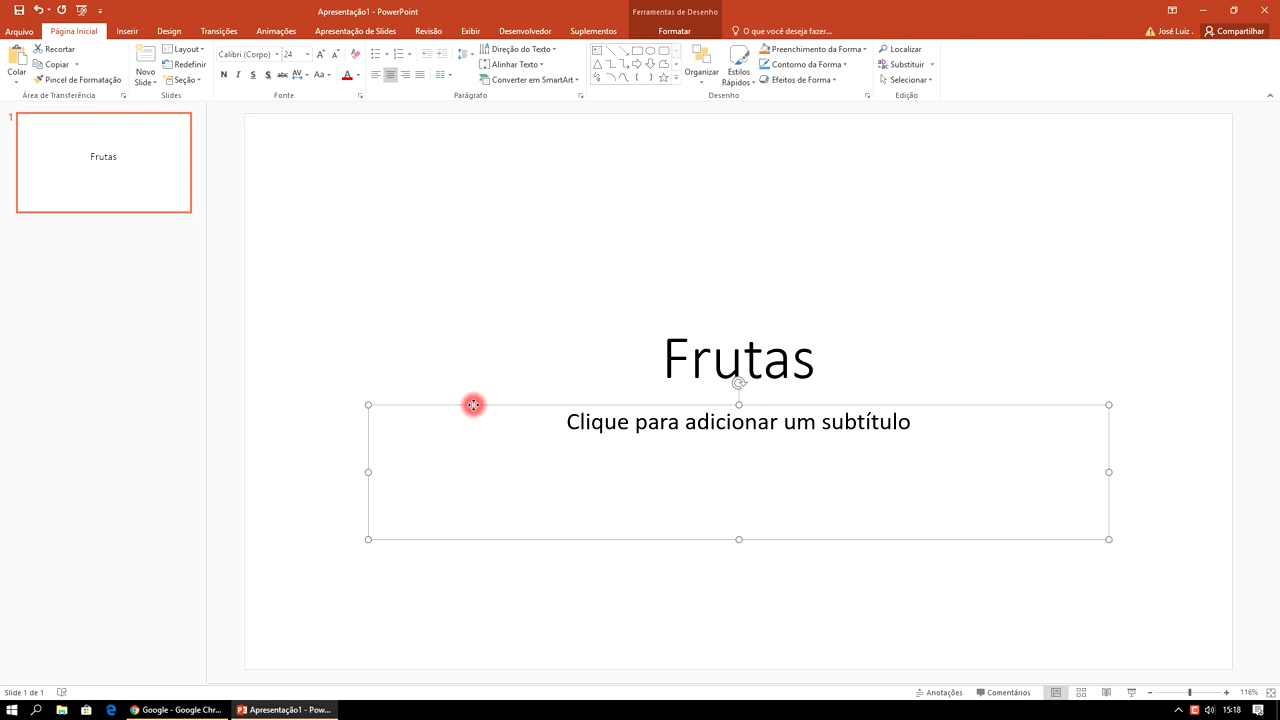 Apresentação1 - PowerPoint
Ferramentas de Desenho
Arquivo Página Inicial Inserir Design Transições Animações Apresentação de Slides Revisão Exibir Desenvolvedor Suplementos Formatar O que você deseja fazer... José Luiz . Compartilhar
Colar
Recortar
Copiar
Pincel de Formatação
Área de Transferência
Novo
Slide
Layout
Redefinir
Seção
Slides
Calibri (Corpo) 24
N I S S abc AV Aa A
Fonte
Direção do Texto
Alinhar Texto
Converter em SmartArt
Parágrafo
Organizar
Estilos
Rápidos
Preenchimento da Forma
Contorno da Forma
Efeitos de Forma
Desenho
Localizar
Substituir
Selecionar
Edição
1
Frutas
Frutas
Clique para adicionar um subtítulo
Slide 1 de 1
Anotações Comentários 116%
Google - Google Chr...
Apresentação1 - Pow...
15:18